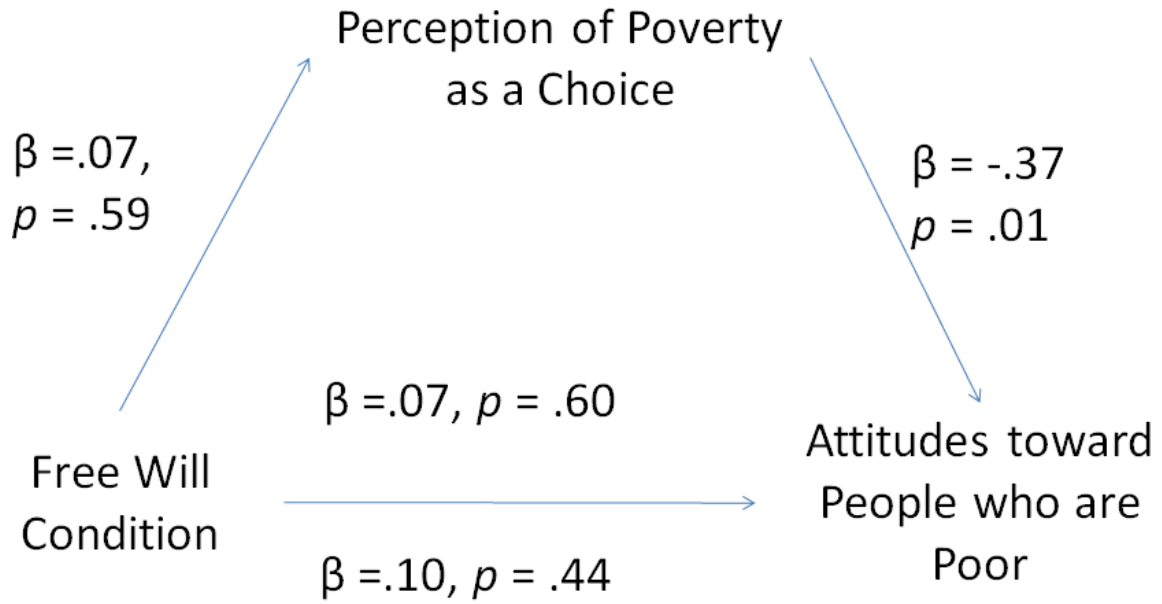 Perception of Poverty
as a Choice
β =.07,
p = .59
β = -.37
p = .01
β =.07, p = .60
Free Will
Condition
Attitudes toward
People who are
Poor
β =.10, p = .44